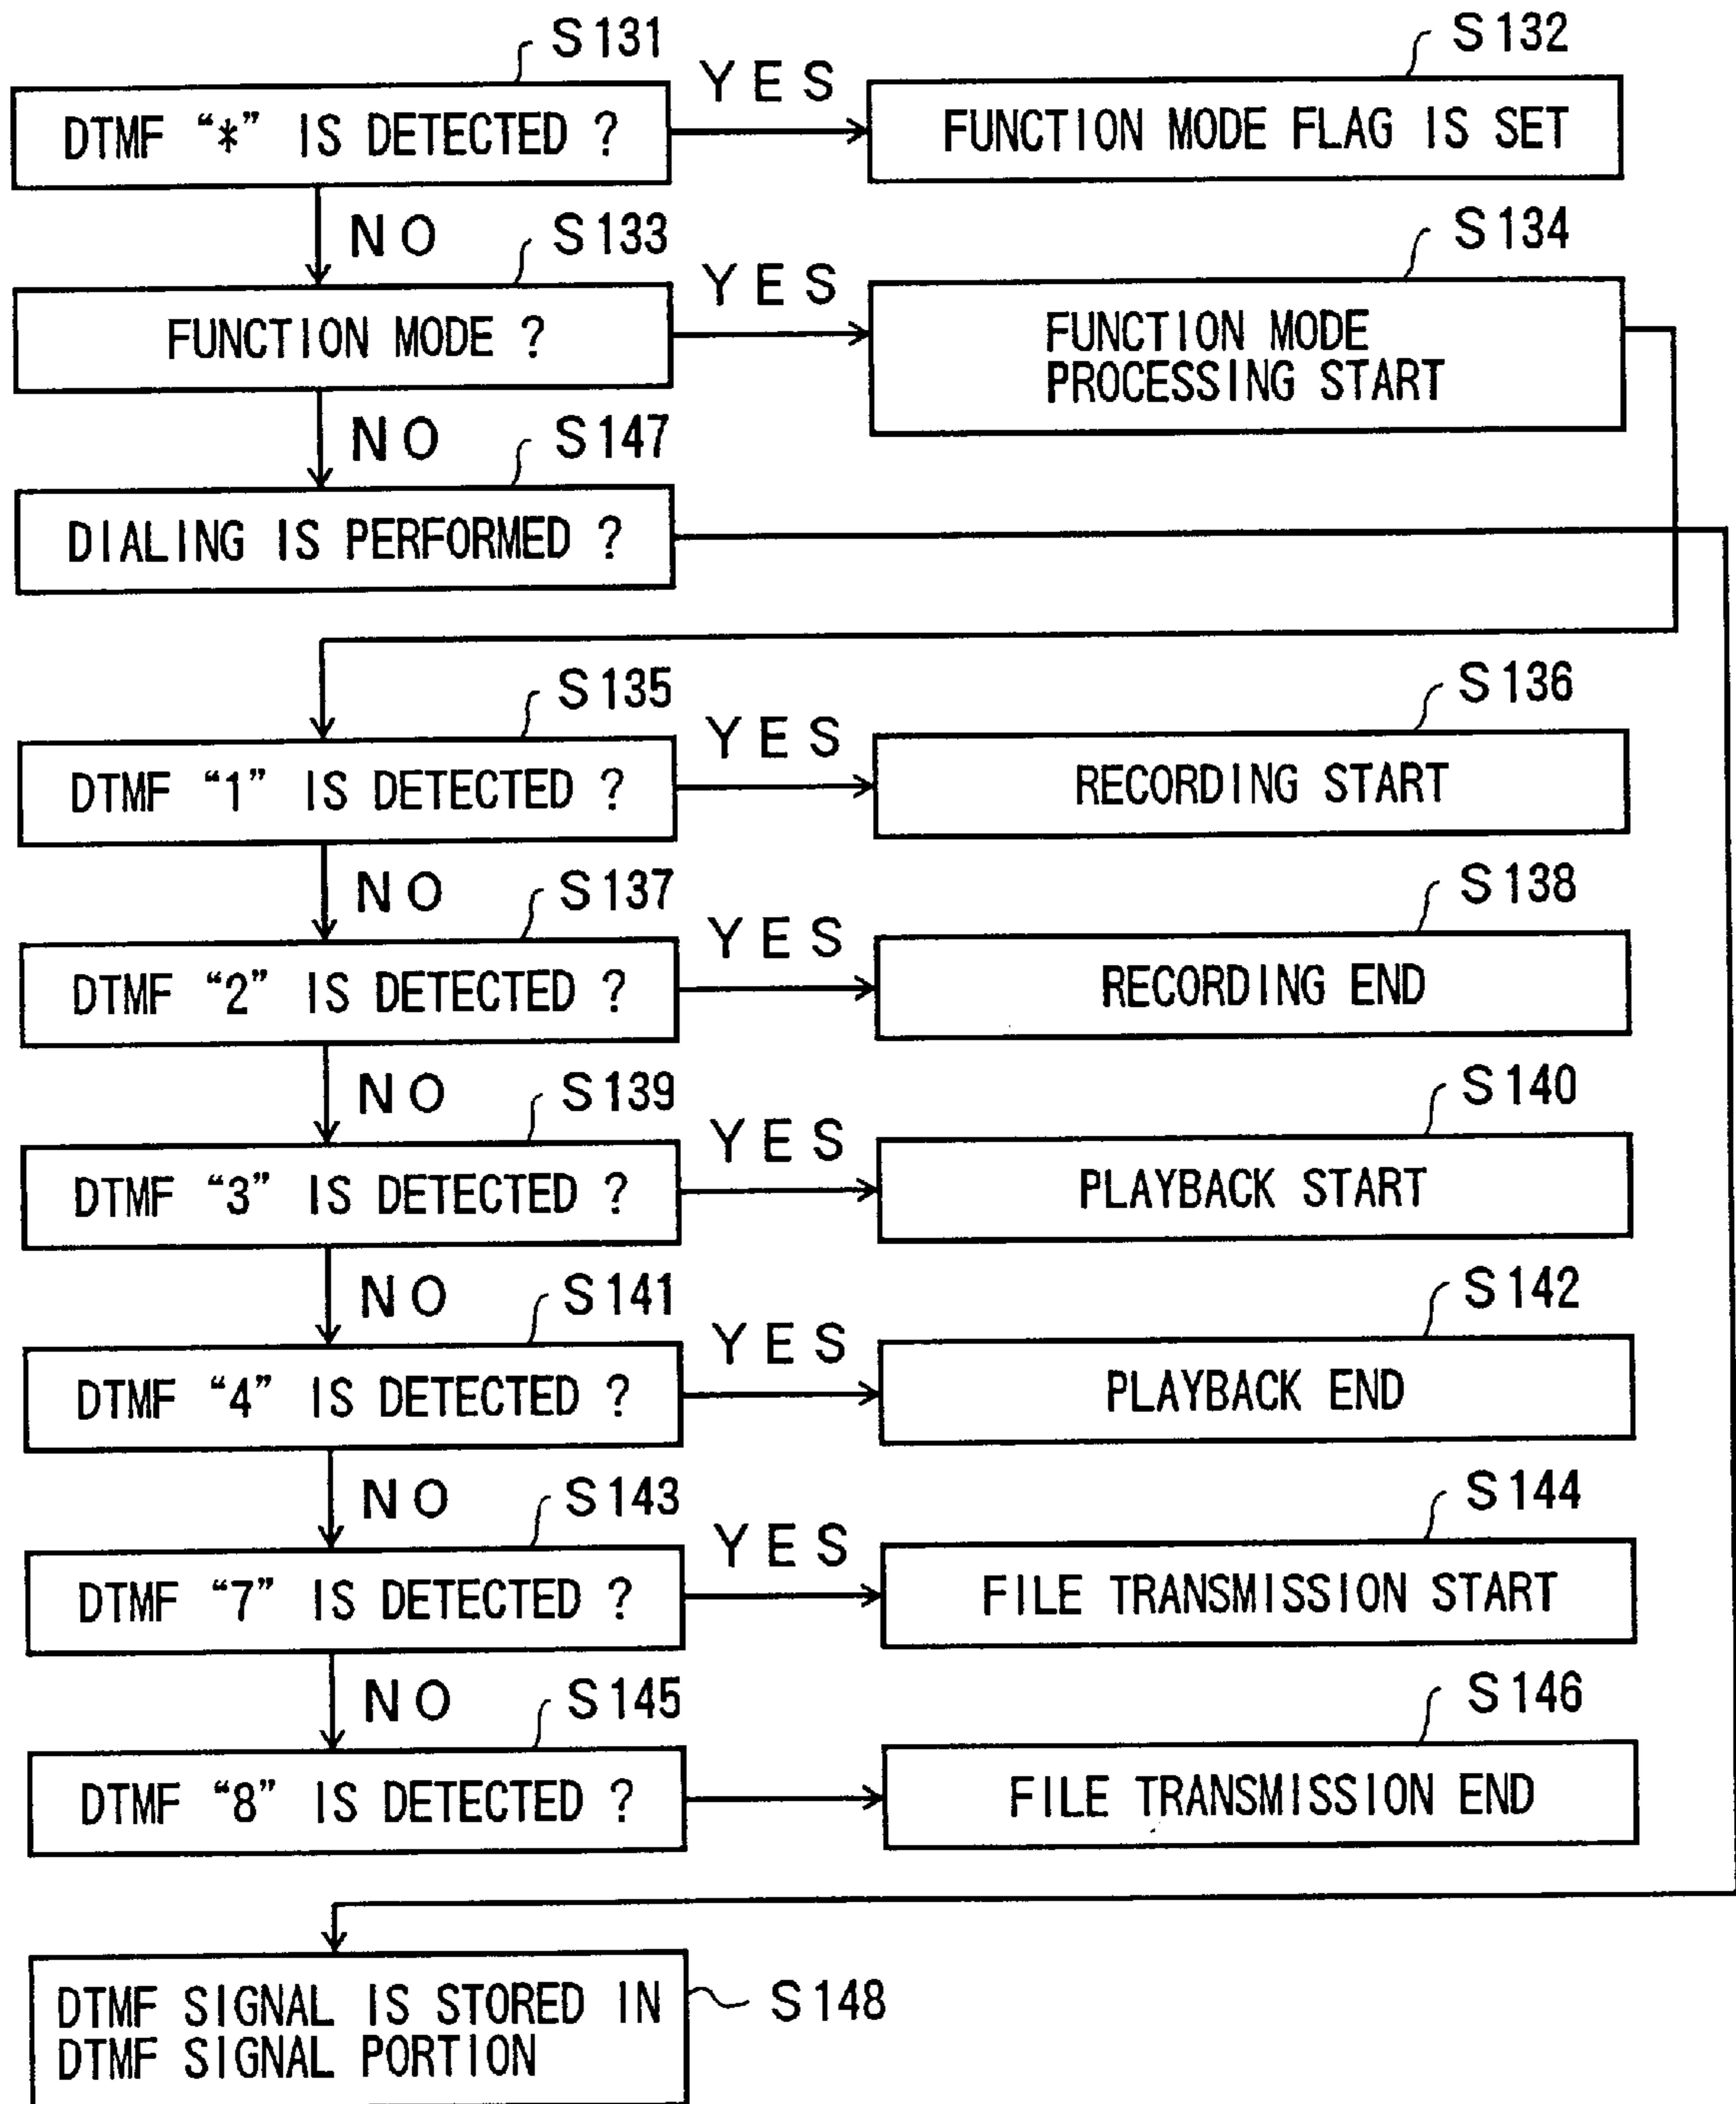 S131
DTMF “*” IS DETECTED ?
YES
S132
FUNCTION MODE FLAG IS SET
NO
S133
FUNCTION MODE ?
YES
S134
FUNCTION MODE
PROCESSING START
NO
S147
DIALING IS PERFORMED ?
S135
DTMF “1” IS DETECTED ?
YES
S136
RECORDING START
NO
S137
DTMF “2” IS DETECTED ?
YES
S138
RECORDING END
NO
S139
DTMF “3” IS DETECTED ?
YES
S140
PLAYBACK START
NO
S141
DTMF “4” IS DETECTED ?
YES
S142
PLAYBACK END
NO
S143
DTMF “7” IS DETECTED ?
YES
S144
FILE TRANSMISSION START
NO
S145
DTMF “8” IS DETECTED ?
S146
FILE TRANSMISSION END
DTMF SIGNAL IS STORED IN
DTMF SIGNAL PORTION
S148